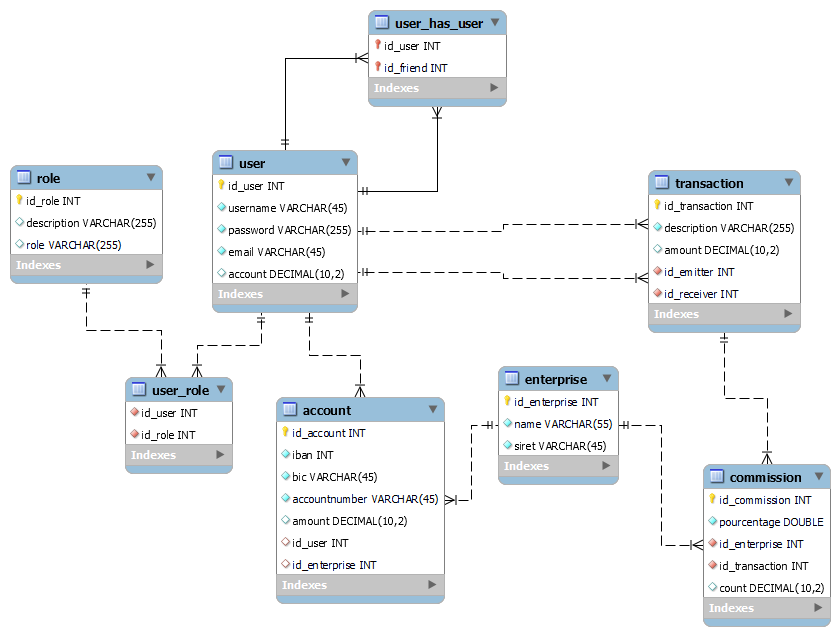 user_has_user
id_user INT
id_friend INT
Indexes
user
id_user INT
username VARCHAR(45)
password VARCHAR(255)
email VARCHAR(45)
account DECIMAL(10,2)
Indexes
role
id_role INT
description VARCHAR(255)
role VARCHAR(255)
Indexes
transaction
id_transaction INT
description VARCHAR(255)
amount DECIMAL(10,2)
id_emitter INT
id_receiver INT
Indexes
user_role
id_user INT
id_role INT
Indexes
account
id_account INT
iban INT
bic VARCHAR(45)
accountnumber VARCHAR(45)
amount DECIMAL(10,2)
id_user INT
id_enterprise INT
Indexes
enterprise
id_enterprise INT
name VARCHAR(55)
siret VARCHAR(45)
Indexes
commission
id_commission INT
pourcentage DOUBLE
id_enterprise INT
id_transaction INT
count DECIMAL(10,2)
Indexes